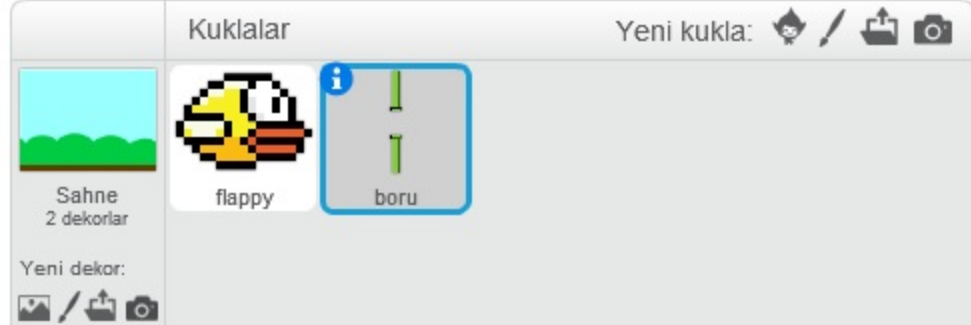 Kuklalar
Yeni kukla:
Sahne
2 dekorlar
flappy
boru
Yeni dekor: